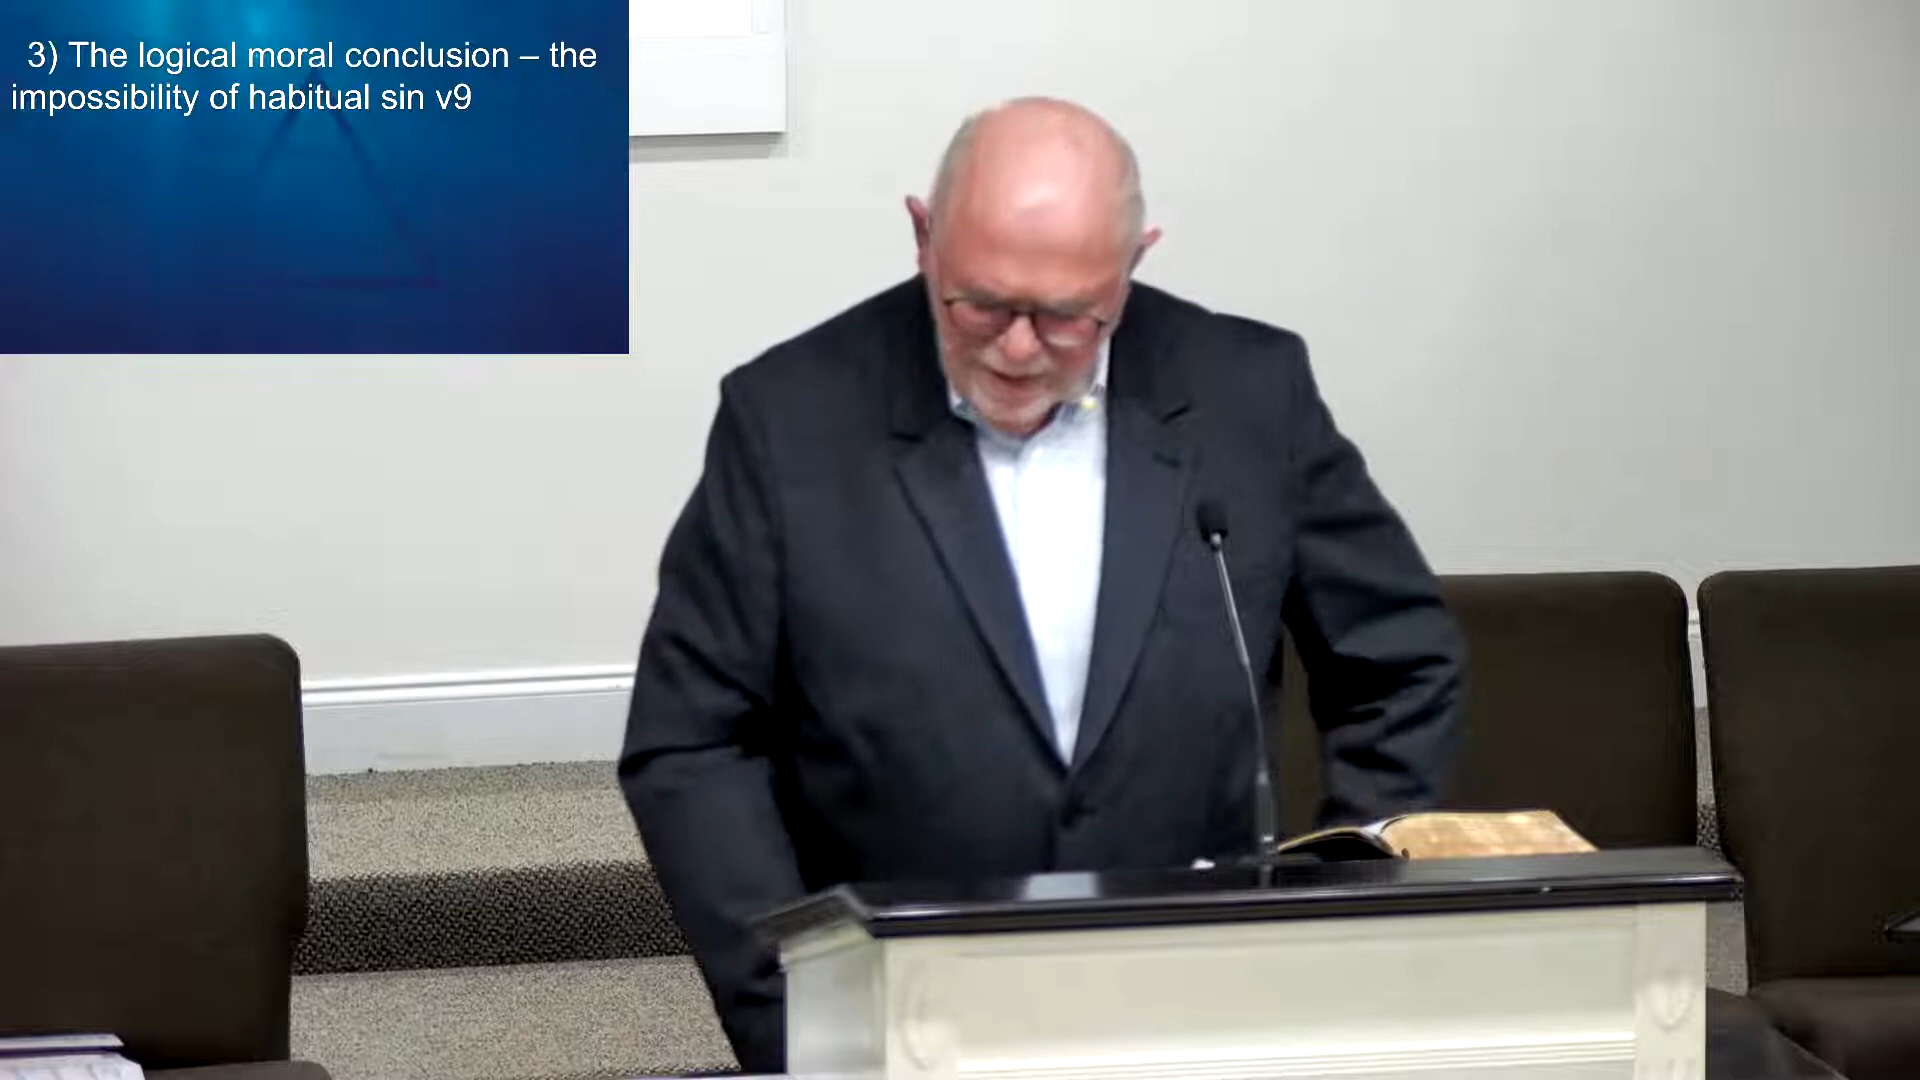 3) The logical moral conclusion – the
impossibility of habitual sin v9